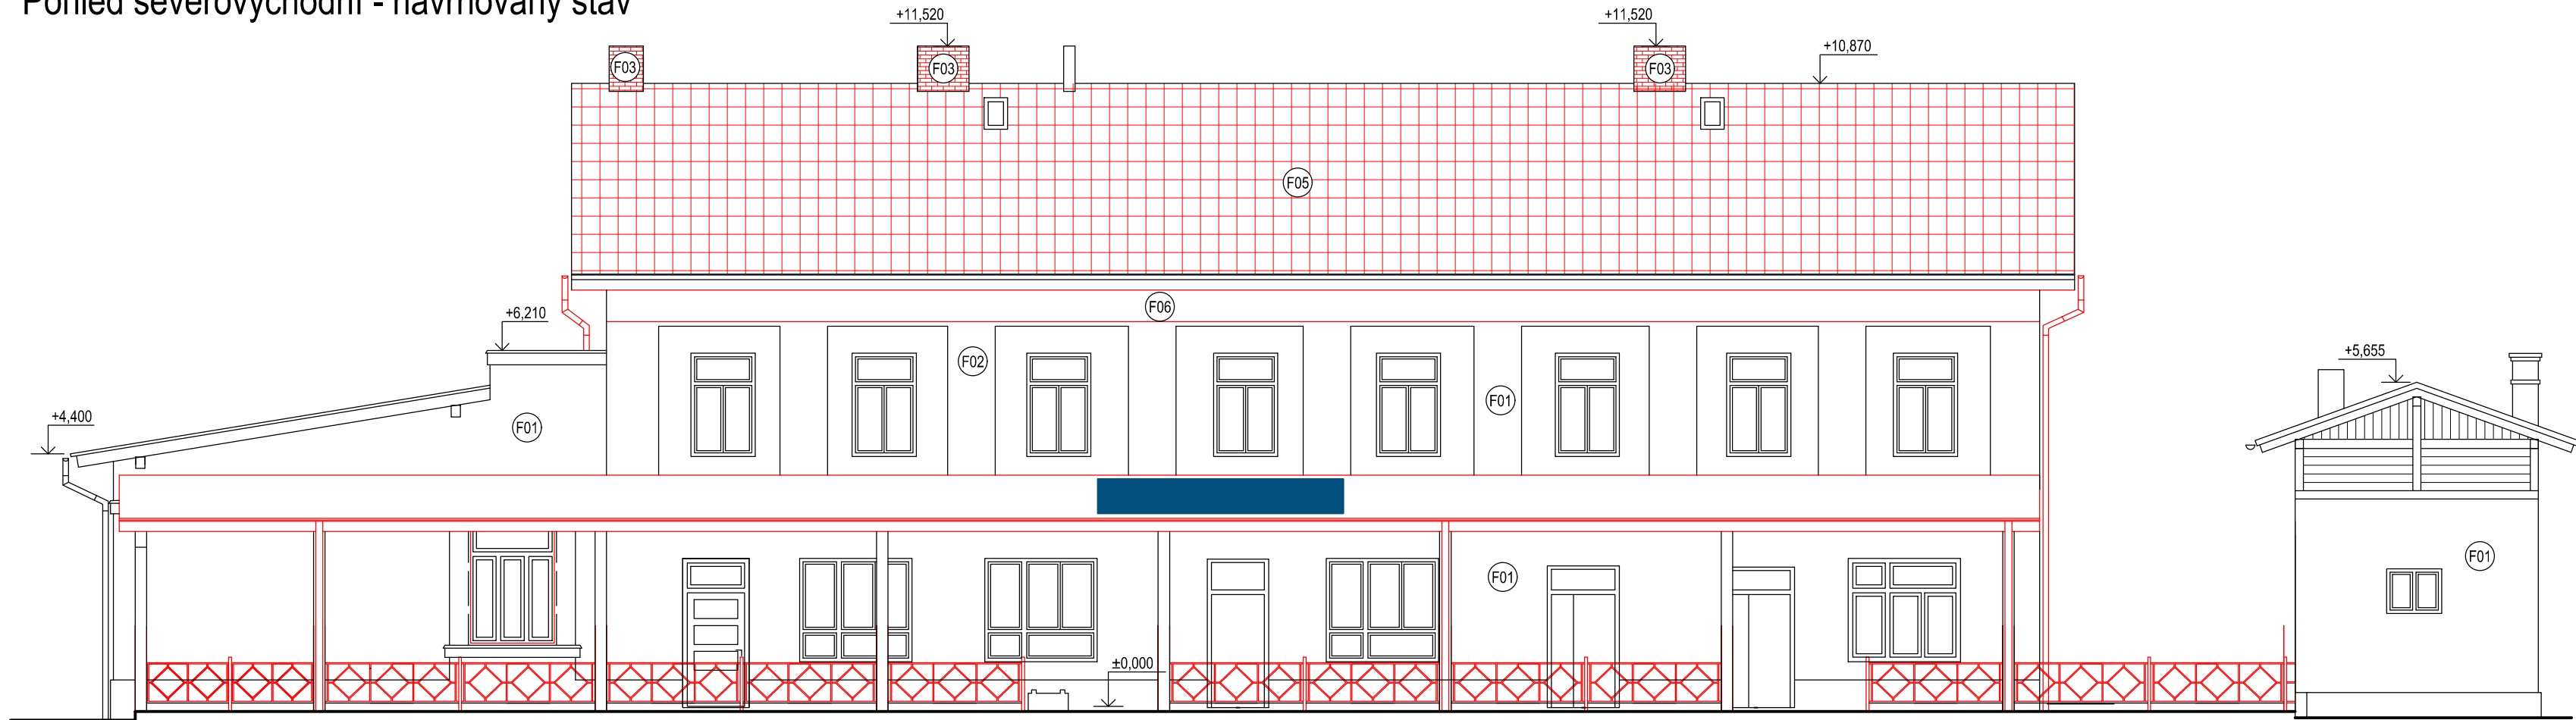 Pohled severovýchodní - navrhovaný stav
+11,520
+11,520
+10,870
F03
F03
F03
F05
F06
+6,210
F02
+5,655
F01
+4,400
F01
F01
F01
±0,000